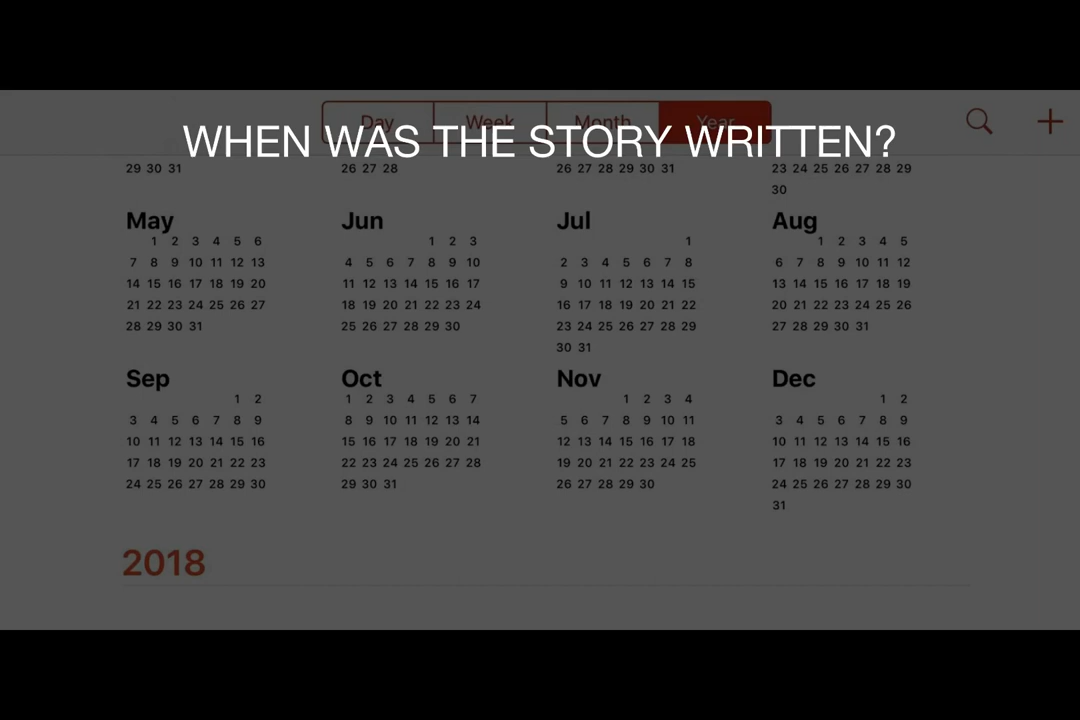 Day Week Month Year
WHEN WAS THE STORY WRITTEN?
29 30 31 26 27 28 26 27 28 29 30 31 23 24 25 26 27 28 29
30
May Jun Jul Aug
1 2 3 4 5 6 1 2 3 1 1 2 3 4 5
7 8 9 10 11 12 13 4 5 6 7 8 9 10 2 3 4 5 6 7 8 6 7 8 9 10 11 12
14 15 16 17 18 19 20 11 12 13 14 15 16 17 9 10 11 12 13 14 15 13 14 15 16 17 18 19
21 22 23 24 25 26 27 18 19 20 21 22 23 24 16 17 18 19 20 21 22 20 21 22 23 24 25 26
28 29 30 31 25 26 27 28 29 30 23 24 25 26 27 28 29 27 28 29 30 31
30 31
Sep Oct Nov Dec
1 2 1 2 3 4 5 6 7 1 2 3 4 1 2
3 4 5 6 7 8 9 8 9 10 11 12 13 14 5 6 7 8 9 10 11 3 4 5 6 7 8 9
10 11 12 13 14 15 16 15 16 17 18 19 20 21 12 13 14 15 16 17 18 10 11 12 13 14 15 16
17 18 19 20 21 22 23 22 23 24 25 26 27 28 19 20 21 22 23 24 25 17 18 19 20 21 22 23
24 25 26 27 28 29 30 29 30 31 26 27 28 29 30 24 25 26 27 28 29 30
31
2018